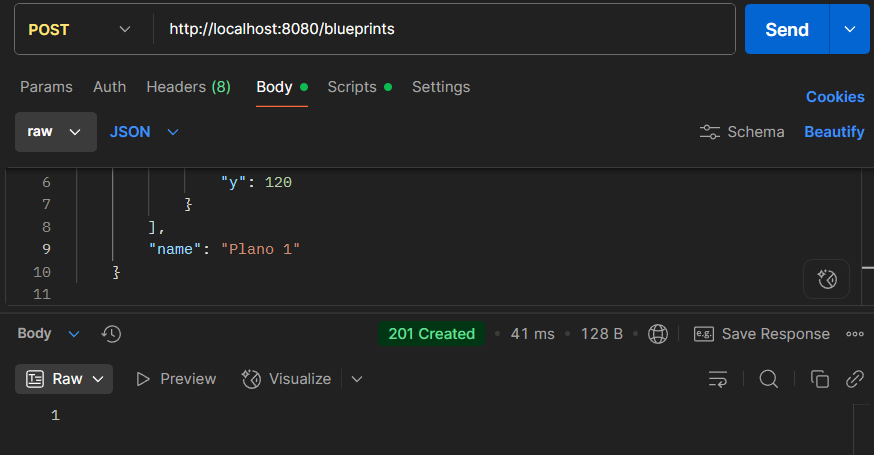 POST http://localhost:8080/blueprints Send
Params Auth Headers (8) Body Scripts Settings Cookies
raw JSON Schema Beautify
6 "y": 120
7 }
8 ],
9 "name": "Plano 1"
10 }
11
Body 201 Created • 41 ms • 128 B • e.g. Save Response
Raw Preview Visualize
1